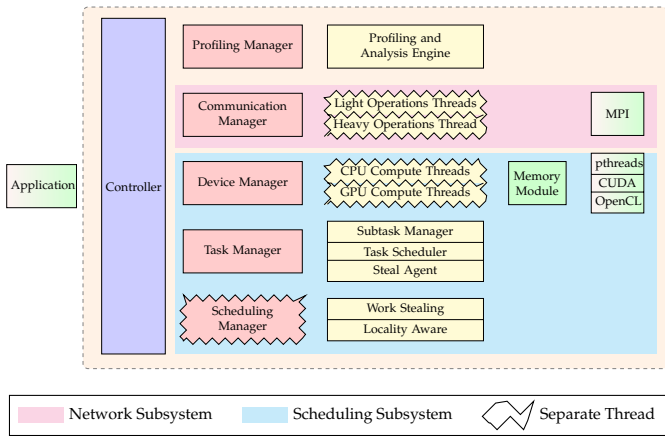 Profiling Manager
Profiling and
Analysis Engine
Communication
Manager
Light Operations Threads
Heavy Operations Thread
MPI
Application
Controller
Device Manager
CPU Compute Threads
GPU Compute Threads
Memory
Module
pthreads
CUDA
OpenCL
Task Manager
Subtask Manager
Task Scheduler
Steal Agent
Scheduling
Manager
Work Stealing
Locality Aware
Network Subsystem
Scheduling Subsystem
Separate Thread